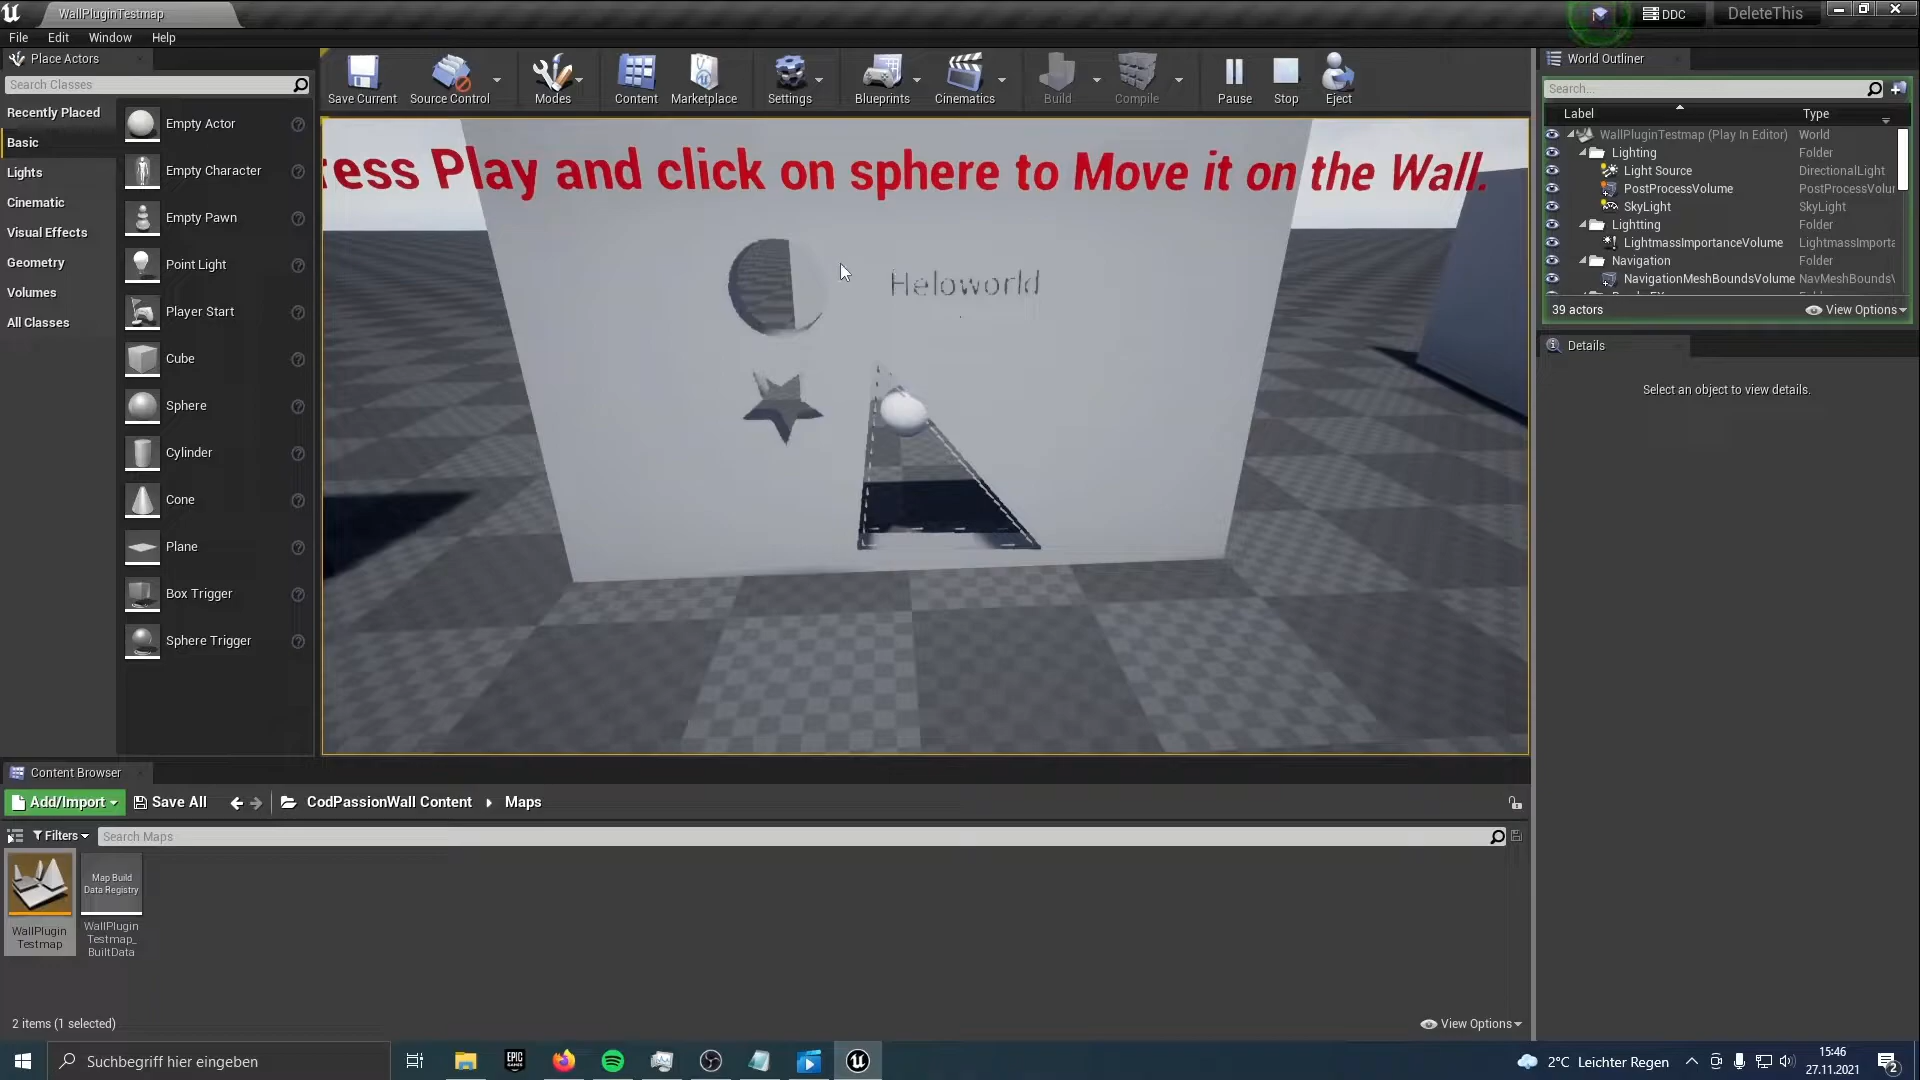 WallPluginTestmap
DDC
DeleteThis
File Edit Window Help
Place Actors
Search Classes
Recently Placed
Basic
Lights
Cinematic
Visual Effects
Geometry
Volumes
All Classes
Empty Actor
Empty Character
Empty Pawn
Point Light
Player Start
Cube
Sphere
Cylinder
Cone
Plane
Box Trigger
Sphere Trigger
Save Current
Source Control
Modes
Content
Marketplace
Settings
Blueprints
Cinematics
Build
Compile
Pause
Stop
Eject
ress Play and click on sphere to Move it on the Wall.
Heloworld
World Outliner
Search...
Label Type
WallPluginTestmap (Play In Editor) World
Lighting Folder
Light Source DirectionalLight
PostProcessVolume PostProcessVolur
SkyLight SkyLight
Lightting Folder
LightmassImportanceVolume LightmassImporta
Navigation Folder
NavigationMeshBoundsVolume NavMeshBounds\
39 actors
View Options
Details
Select an object to view details.
Content Browser
Add/Import
Save All
CodPassionWall Content
Maps
Filters
Search Maps
WallPlugin
Testmap
Map Build
Data Registry
WallPlugin
Testmap_
BuiltData
2 items (1 selected)
View Options
Suchbegriff hier eingeben
EPIC
GAMES
2°C Leichter Regen
15:46
27.11.2021
2